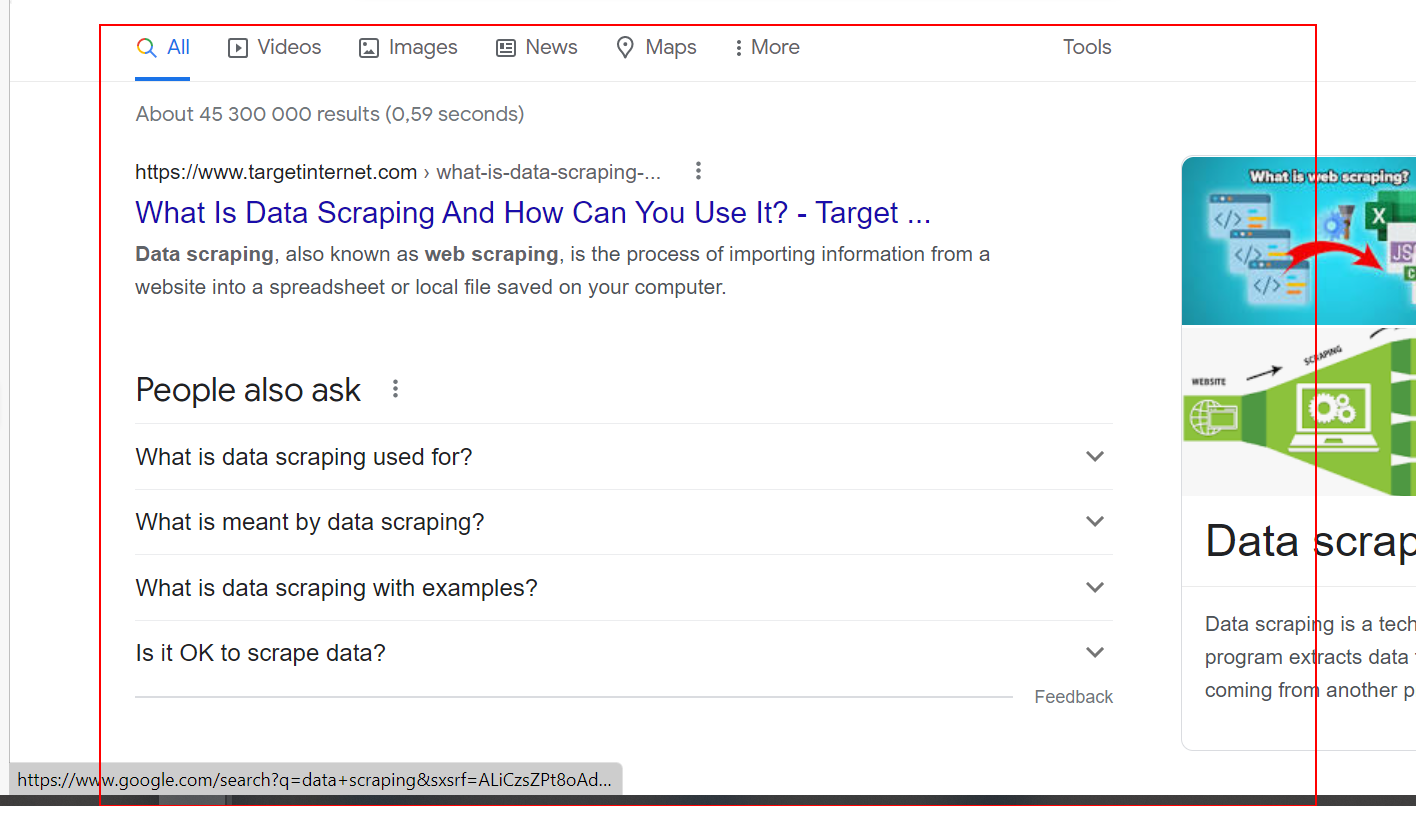 All Videos Images News Maps More Tools
About 45 300 000 results (0,59 seconds)
https://www.targetinternet.com › what-is-data-scraping-...
What Is Data Scraping And How Can You Use It? - Target ...
Data scraping, also known as web scraping, is the process of importing information from a
website into a spreadsheet or local file saved on your computer.
People also ask
What is data scraping used for?
What is meant by data scraping?
What is data scraping with examples?
Is it OK to scrape data?
Feedback
What is web scraping?
</>
</>
</>
X
JS
C
WEBSITE
SCRAPING
Data scrap
Data scraping is a tech
program extracts data
coming from another p
https://www.google.com/search?q=data+scraping&sxsrf=ALiCzsZPt8oAd...